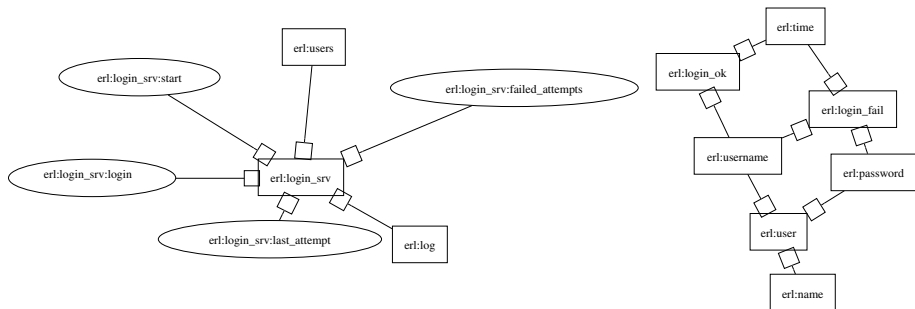 erl:time
erl:users
erl:login_srv:start
erl:login_ok
erl:login_srv:failed_attempts
erl:login_fail
erl:username
erl:login_srv:login
erl:login_srv
erl:password
erl:user
erl:login_srv:last_attempt
erl:log
erl:name